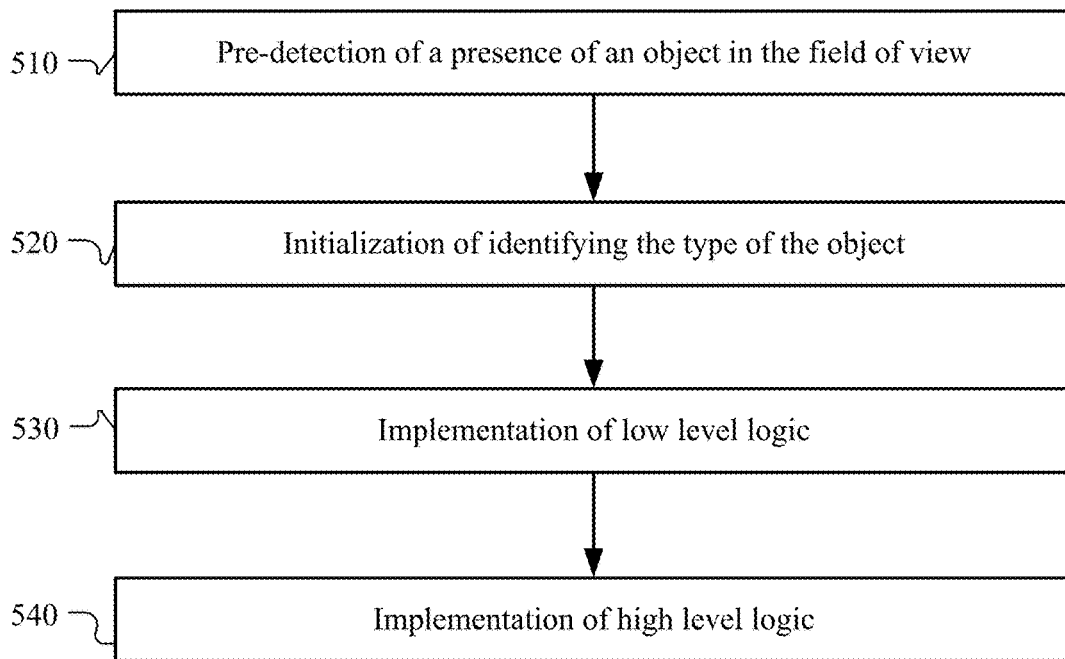 510 Pre-detection of a presence of an object in the field of view
520 Initialization of identifying the type of the object
530 Implementation of low level logic
540 Implementation of high level logic